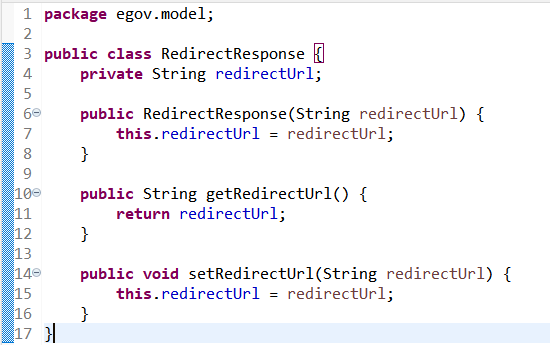 1 package egov.model;
2
3 public class RedirectResponse {
4     private String redirectUrl;
5
6     public RedirectResponse(String redirectUrl) {
7         this.redirectUrl = redirectUrl;
8     }
9
10     public String getRedirectUrl() {
11         return redirectUrl;
12     }
13
14     public void setRedirectUrl(String redirectUrl) {
15         this.redirectUrl = redirectUrl;
16     }
17 }